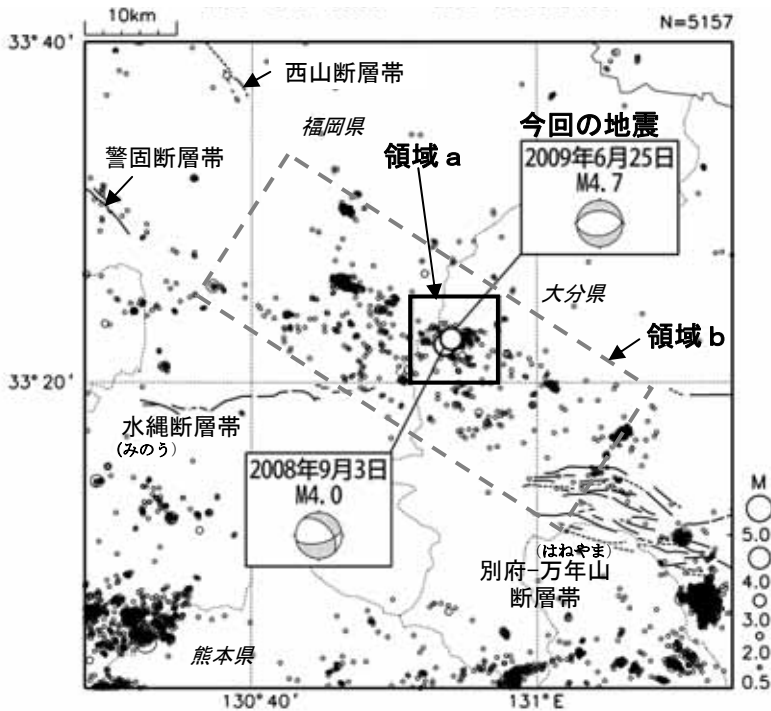 10km
N=5157
33°40′
西山断層帯
福岡県
今回の地震
2009年6月25日
M4.7
警固断層帯
領域a
大分県
領域b
33°20′
水縄断層帯
(みのう)
2008年9月3日
M4.0
(はねやま)
別府-万年山
断層帯
熊本県
M
5.0
4.0
3.0
2.0
0.5
130°40′
131°E